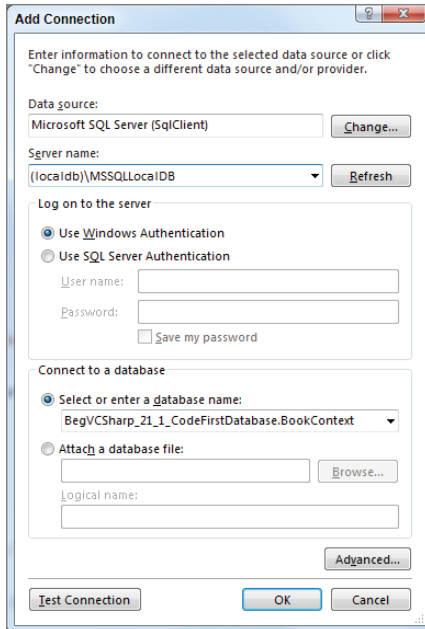 Add Connection
Enter information to connect to the selected data source or click
"Change" to choose a different data source and/or provider.
Data source:
Microsoft SQL Server (SqlClient)
Change...
Server name:
(localdb)\MSSQLLocalDB
Refresh
Log on to the server
Use Windows Authentication
Use SQL Server Authentication
User name:
Password:
Save my password
Connect to a database
Select or enter a database name:
BegVCSharp_21_1_CodeFirstDatabase.BookContext
Attach a database file:
Browse...
Logical name:
Advanced...
Test Connection
OK
Cancel